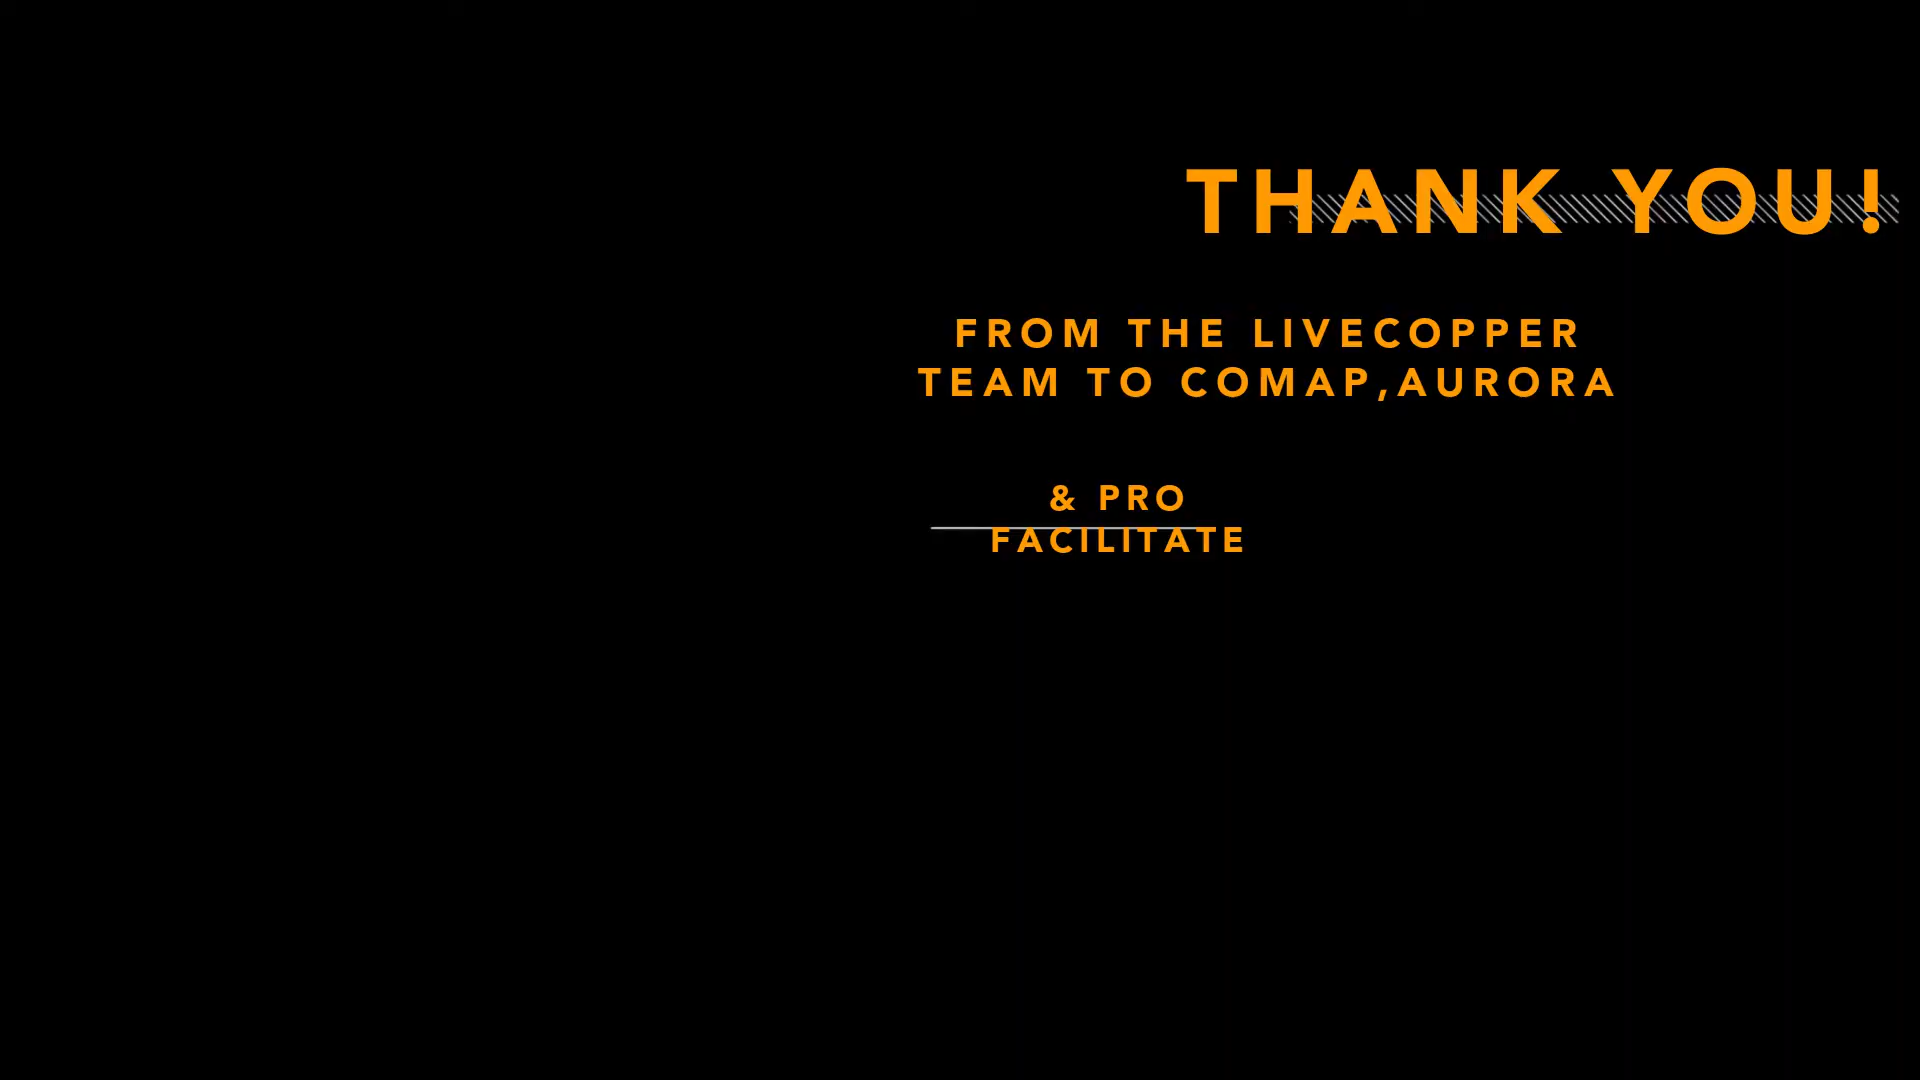 THANK YOU!
FROM THE LIVECOPPER
TEAM TO COMAP,AURORA
& PRO
FACILITATE